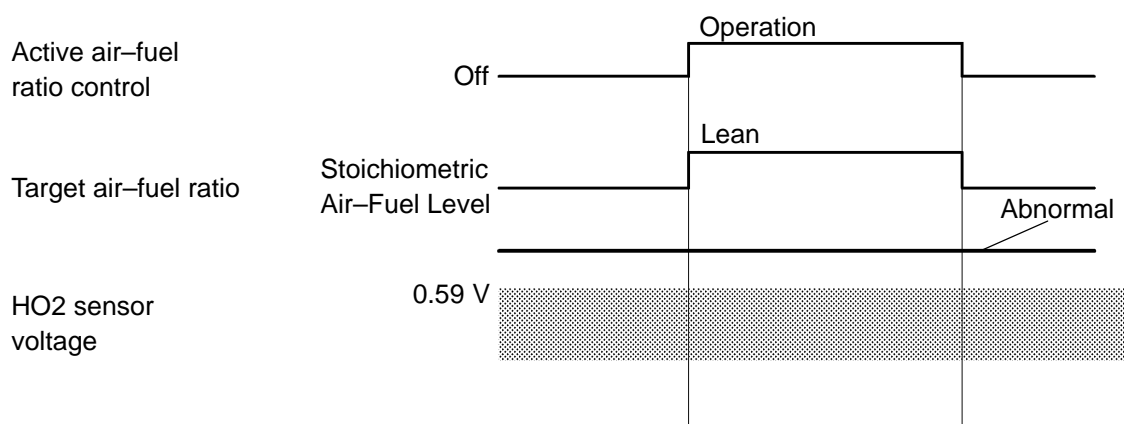 Operation
Active air–fuel
ratio control
Off
Lean
Target air–fuel ratio
Stoichiometric
Air–Fuel Level
Abnormal
HO2 sensor
voltage
0.59 V